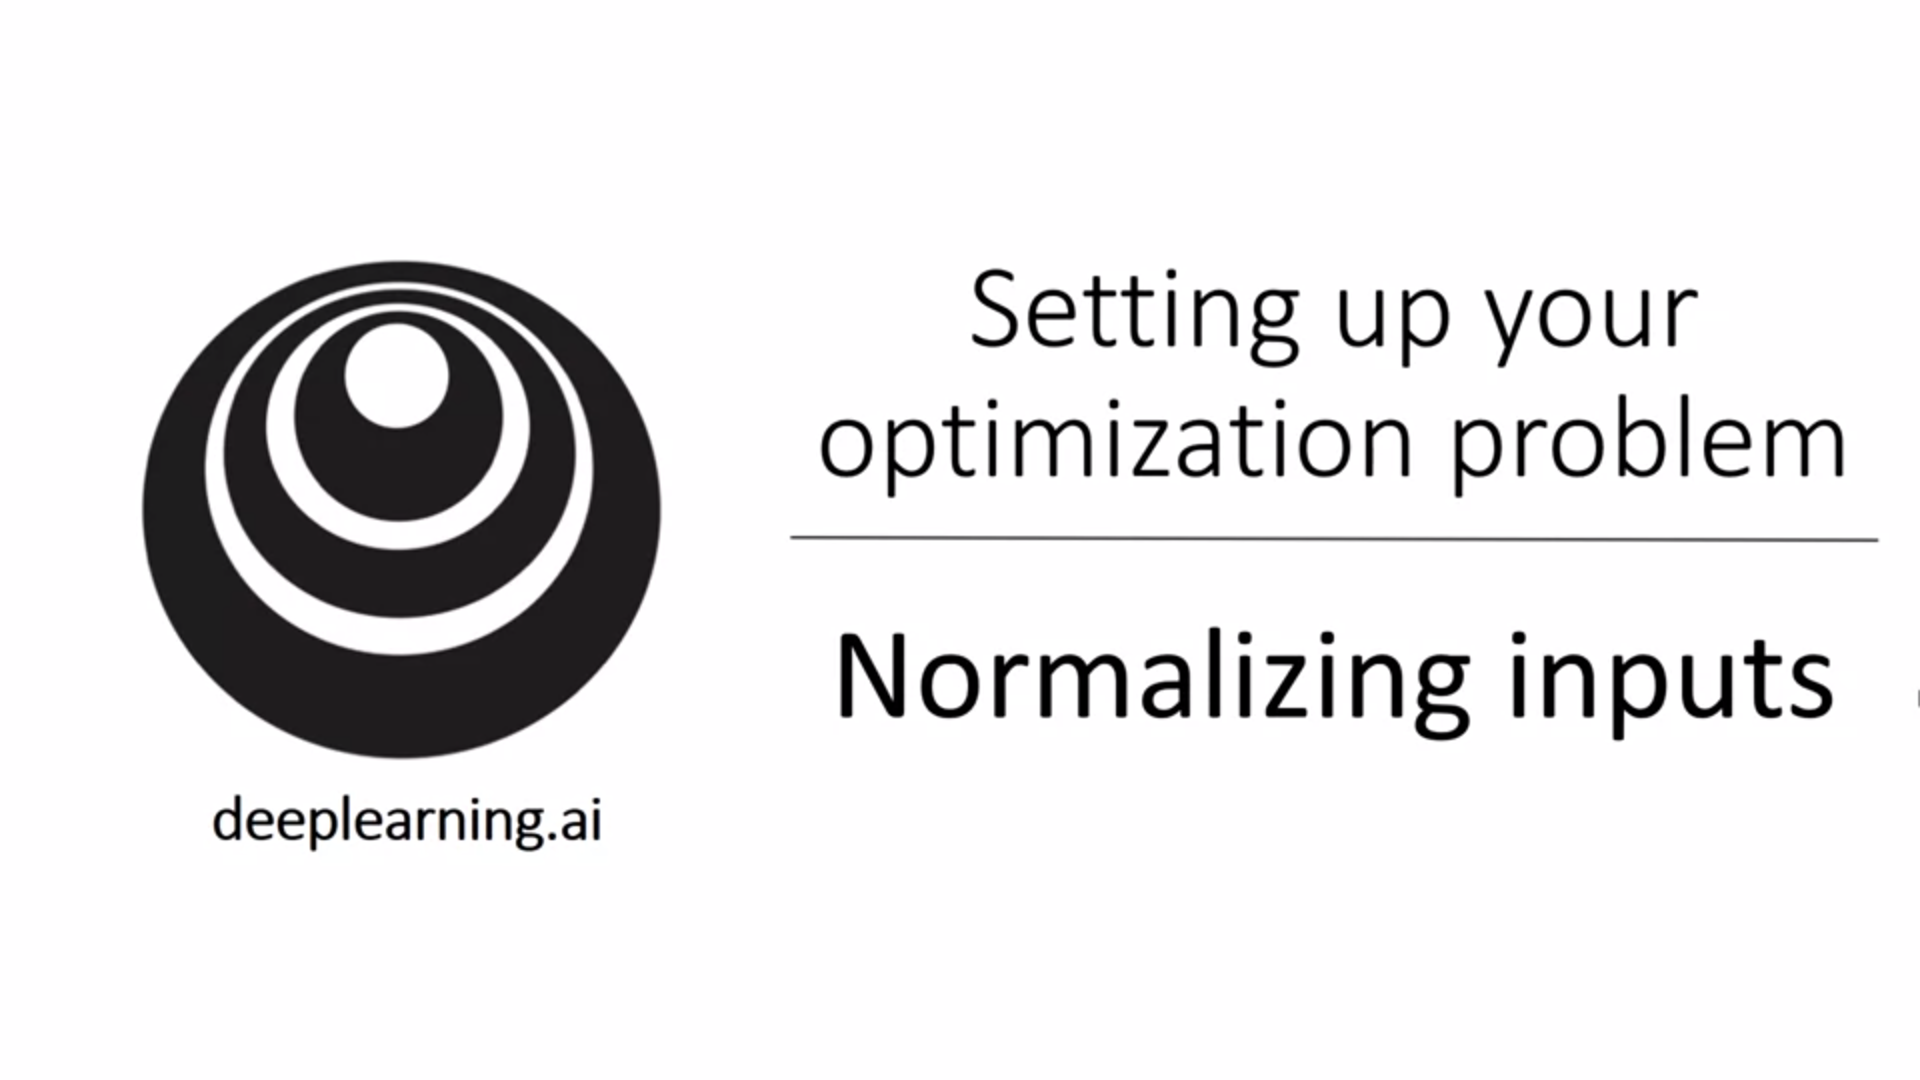 Setting up your
optimization problem
Normalizing inputs
deeplearning.ai